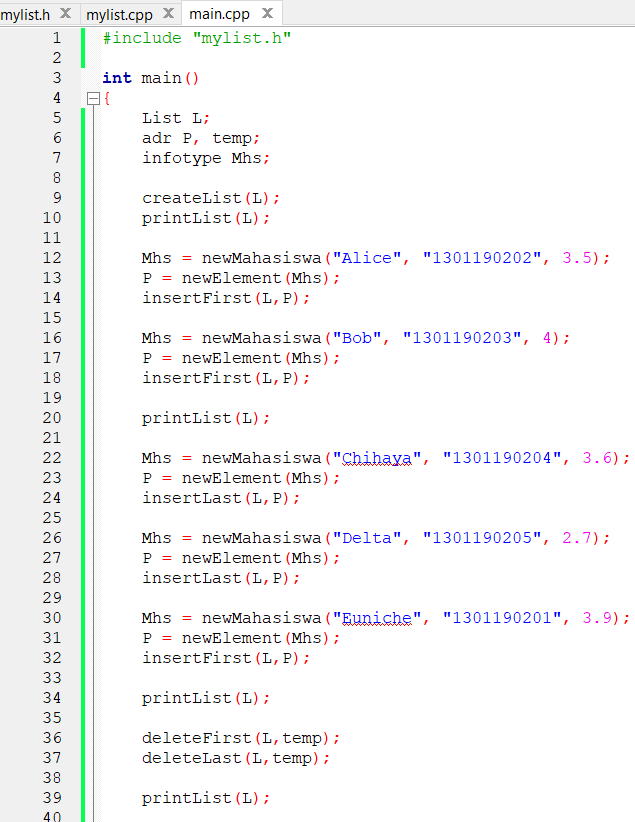 mylist.h X mylist.cpp X main.cpp X
1 #include "mylist.h"
2
3 int main()
4 {
5 List L;
6 adr P, temp;
7 infotype Mhs;
8
9 createList(L);
10 printList(L);
11
12 Mhs = newMahasiswa("Alice", "1301190202", 3.5);
13 P = newElement(Mhs);
14 insertFirst(L,P);
15
16 Mhs = newMahasiswa("Bob", "1301190203", 4);
17 P = newElement(Mhs);
18 insertFirst(L,P);
19
20 printList(L);
21
22 Mhs = newMahasiswa("Chihaya", "1301190204", 3.6);
23 P = newElement(Mhs);
24 insertLast(L,P);
25
26 Mhs = newMahasiswa("Delta", "1301190205", 2.7);
27 P = newElement(Mhs);
28 insertLast(L,P);
29
30 Mhs = newMahasiswa("Euniche", "1301190201", 3.9);
31 P = newElement(Mhs);
32 insertFirst(L,P);
33
34 printList(L);
35
36 deleteFirst(L,temp);
37 deleteLast(L,temp);
38
39 printList(L);
40